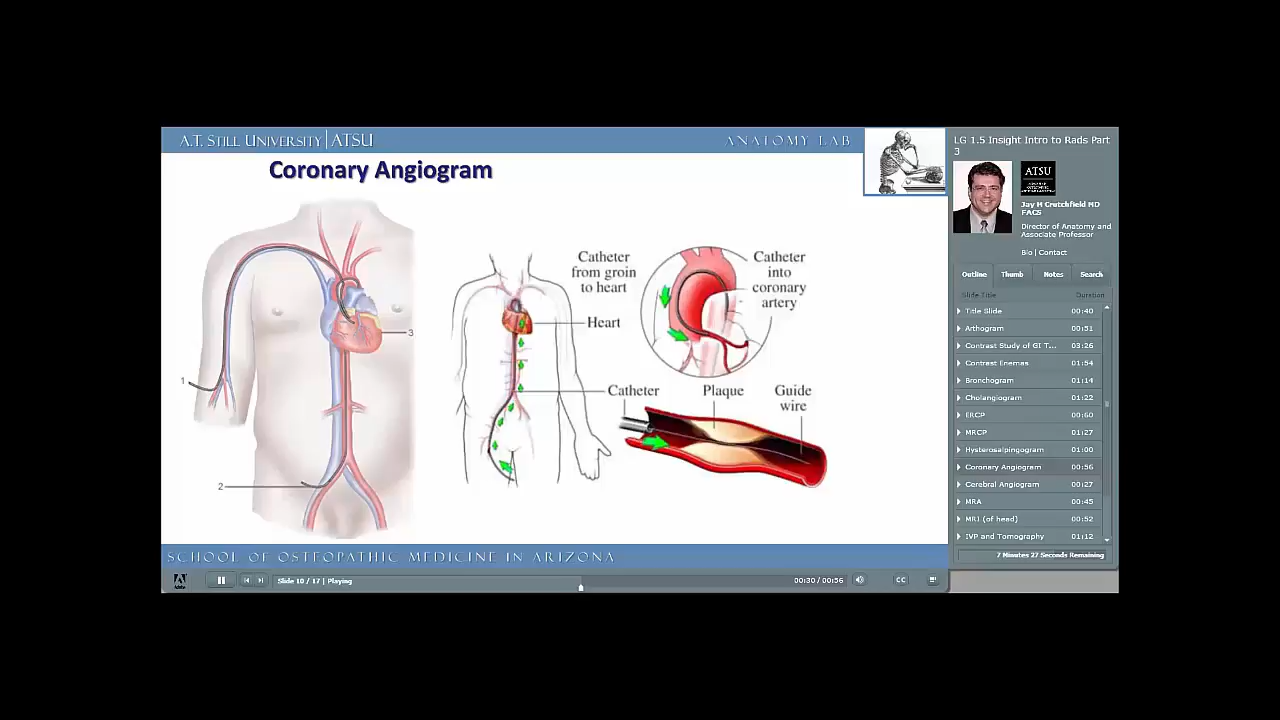 A.T. STILL UNIVERSITY | ATSU
ANATOMY LAB
Coronary Angiogram
1
2
3
Catheter
from groin
to heart
Heart
Catheter
into
coronary
artery
Catheter
Plaque
Guide
wire
SCHOOL OF OSTEOPATHIC MEDICINE IN ARIZONA
Slide 10 / 17 | Playing
00:30 / 00:56
CC
LG 1.5 Insight Intro to Rads Part
3
ATSU
Jay M Crutchfield MD
FACS
Director of Anatomy and
Associate Professor
Bio | Contact
Outline Thumb Notes Search
Slide Title Duration
Title Slide 00:40
Arthogram 00:51
Contrast Study of GI T... 03:26
Contrast Enemas 01:54
Bronchogram 01:14
Cholangiogram 01:22
ERCP 00:60
MRCP 01:27
Hysterosalpingogram 01:00
Coronary Angiogram 00:56
Cerebral Angiogram 00:27
MRA 00:45
MRI (of head) 00:52
IVP and Tomography 01:12
7 Minutes 27 Seconds Remaining